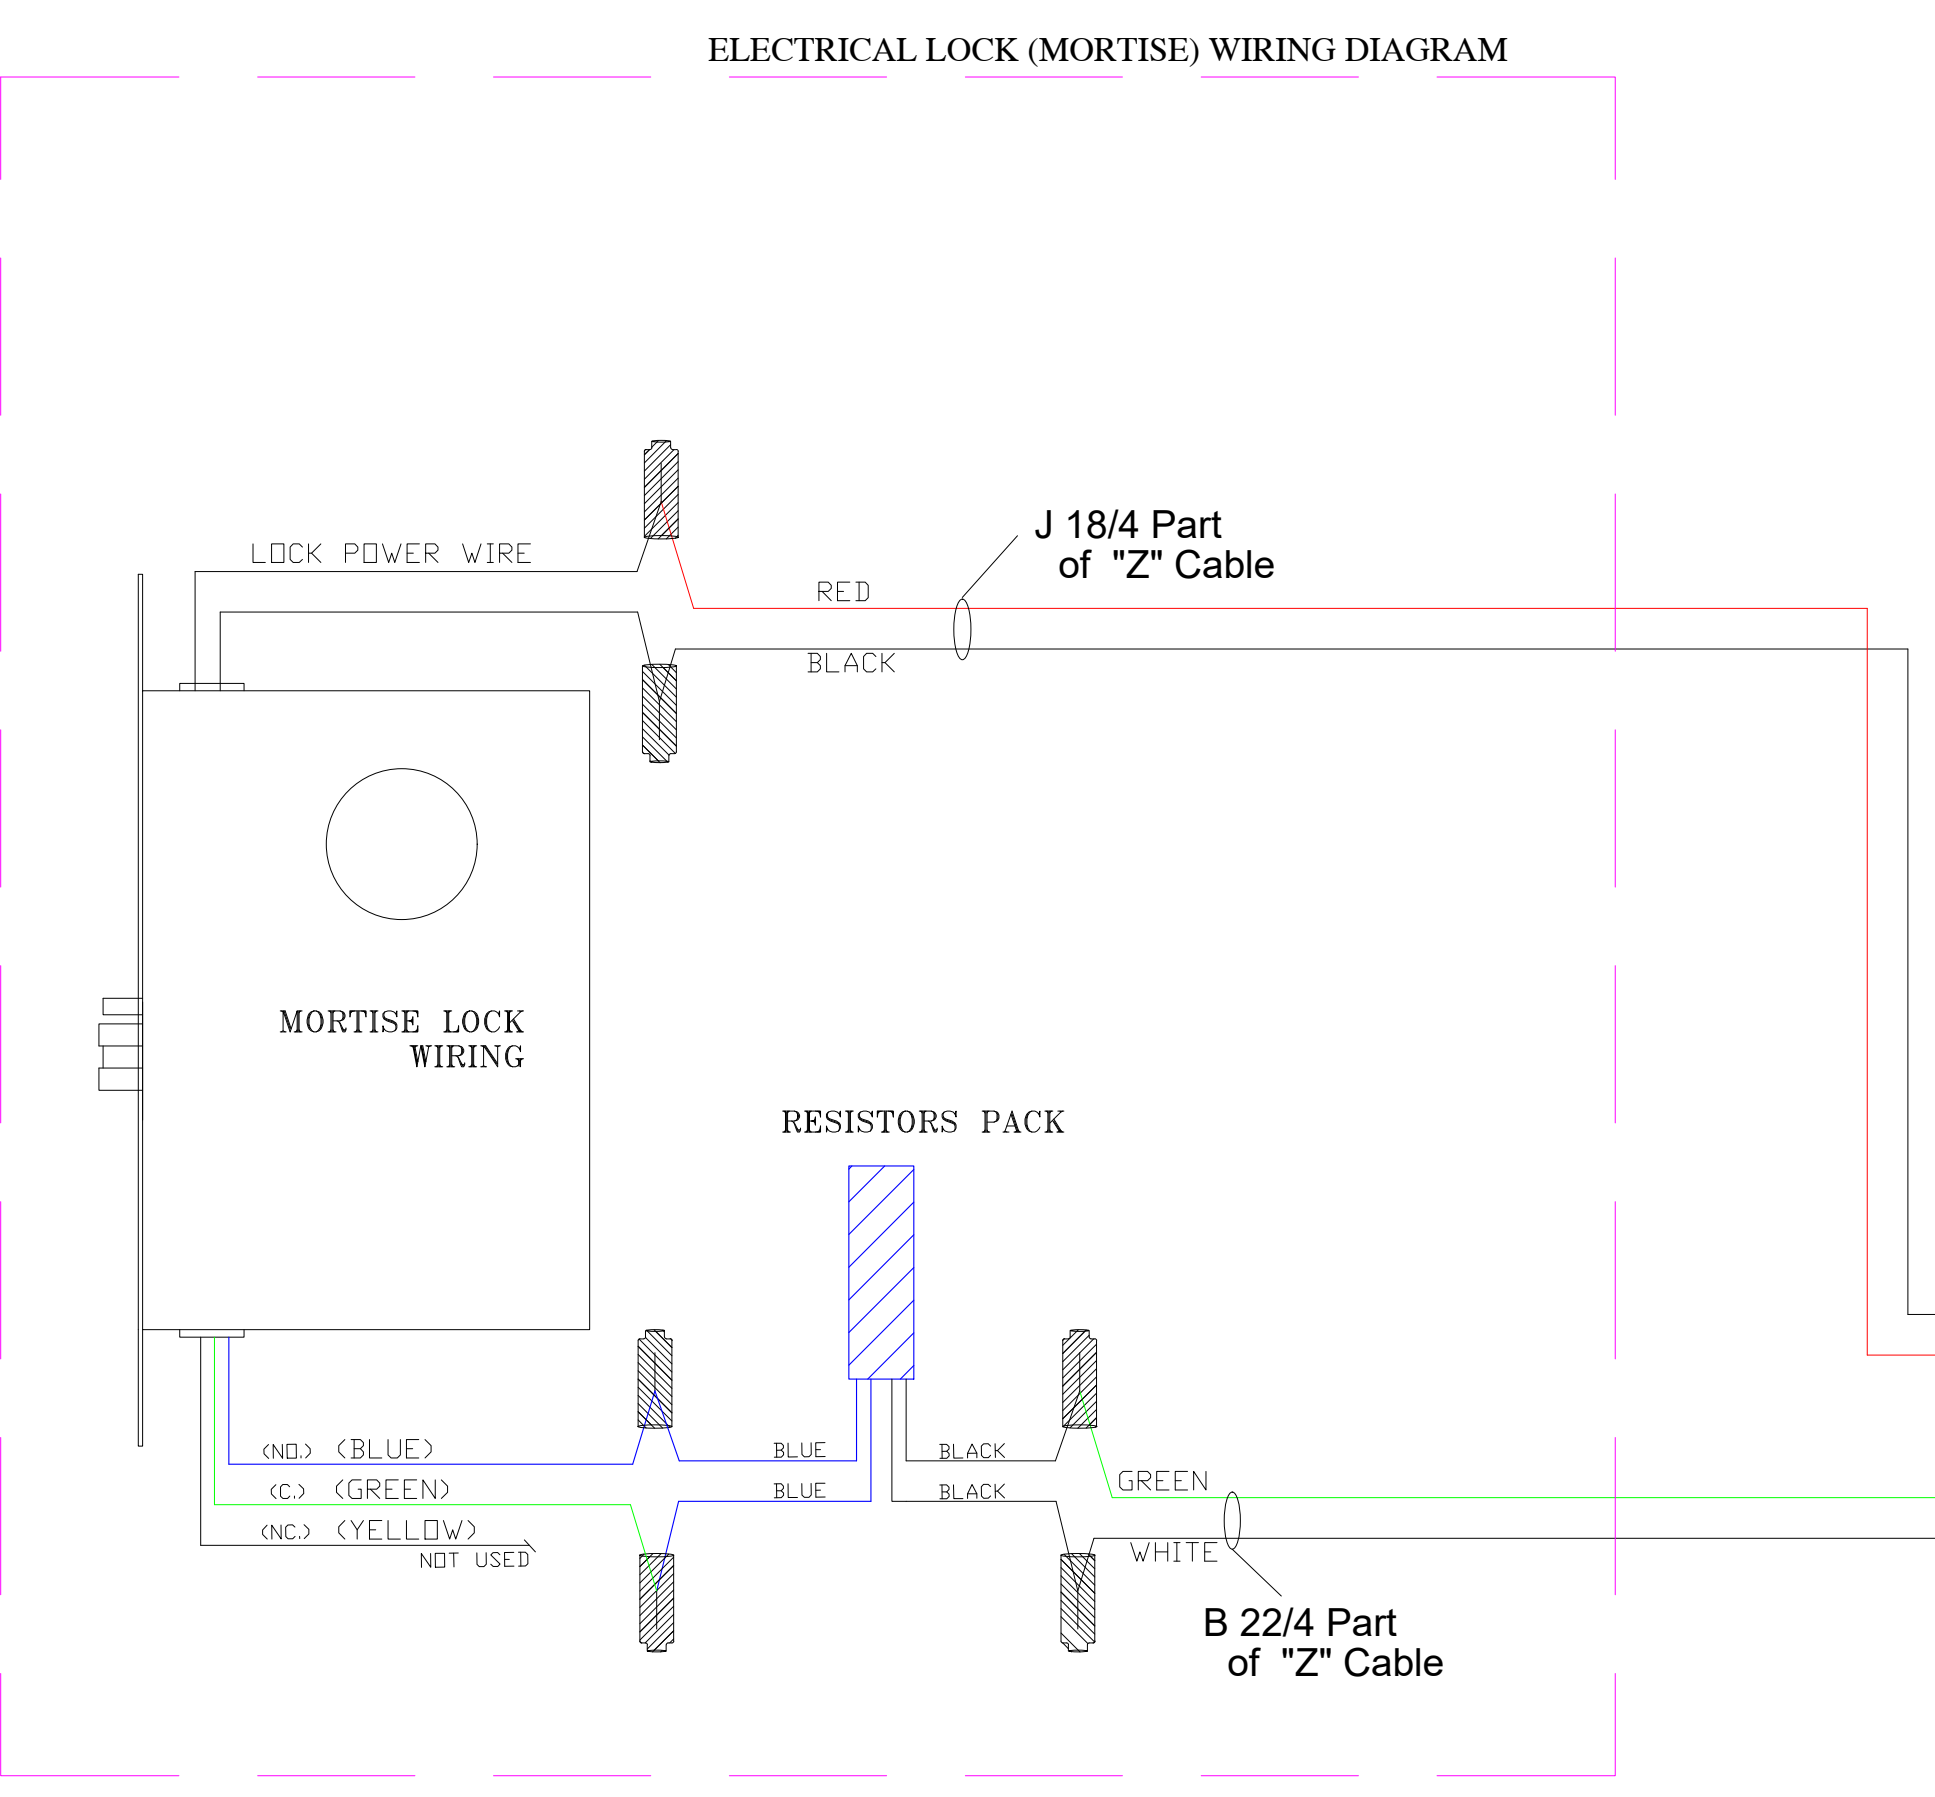 ELECTRICAL LOCK (MORTISE) WIRING DIAGRAM
J 18/4 Part
of "Z" Cable
LOCK POWER WIRE
RED
BLACK
MORTISE LOCK
WIRING
RESISTORS PACK
(NO.) (BLUE)
BLUE
BLACK
(C.) (GREEN)
BLUE
BLACK
GREEN
(NC.) (YELLOW)
NOT USED
WHITE
B 22/4 Part
of "Z" Cable